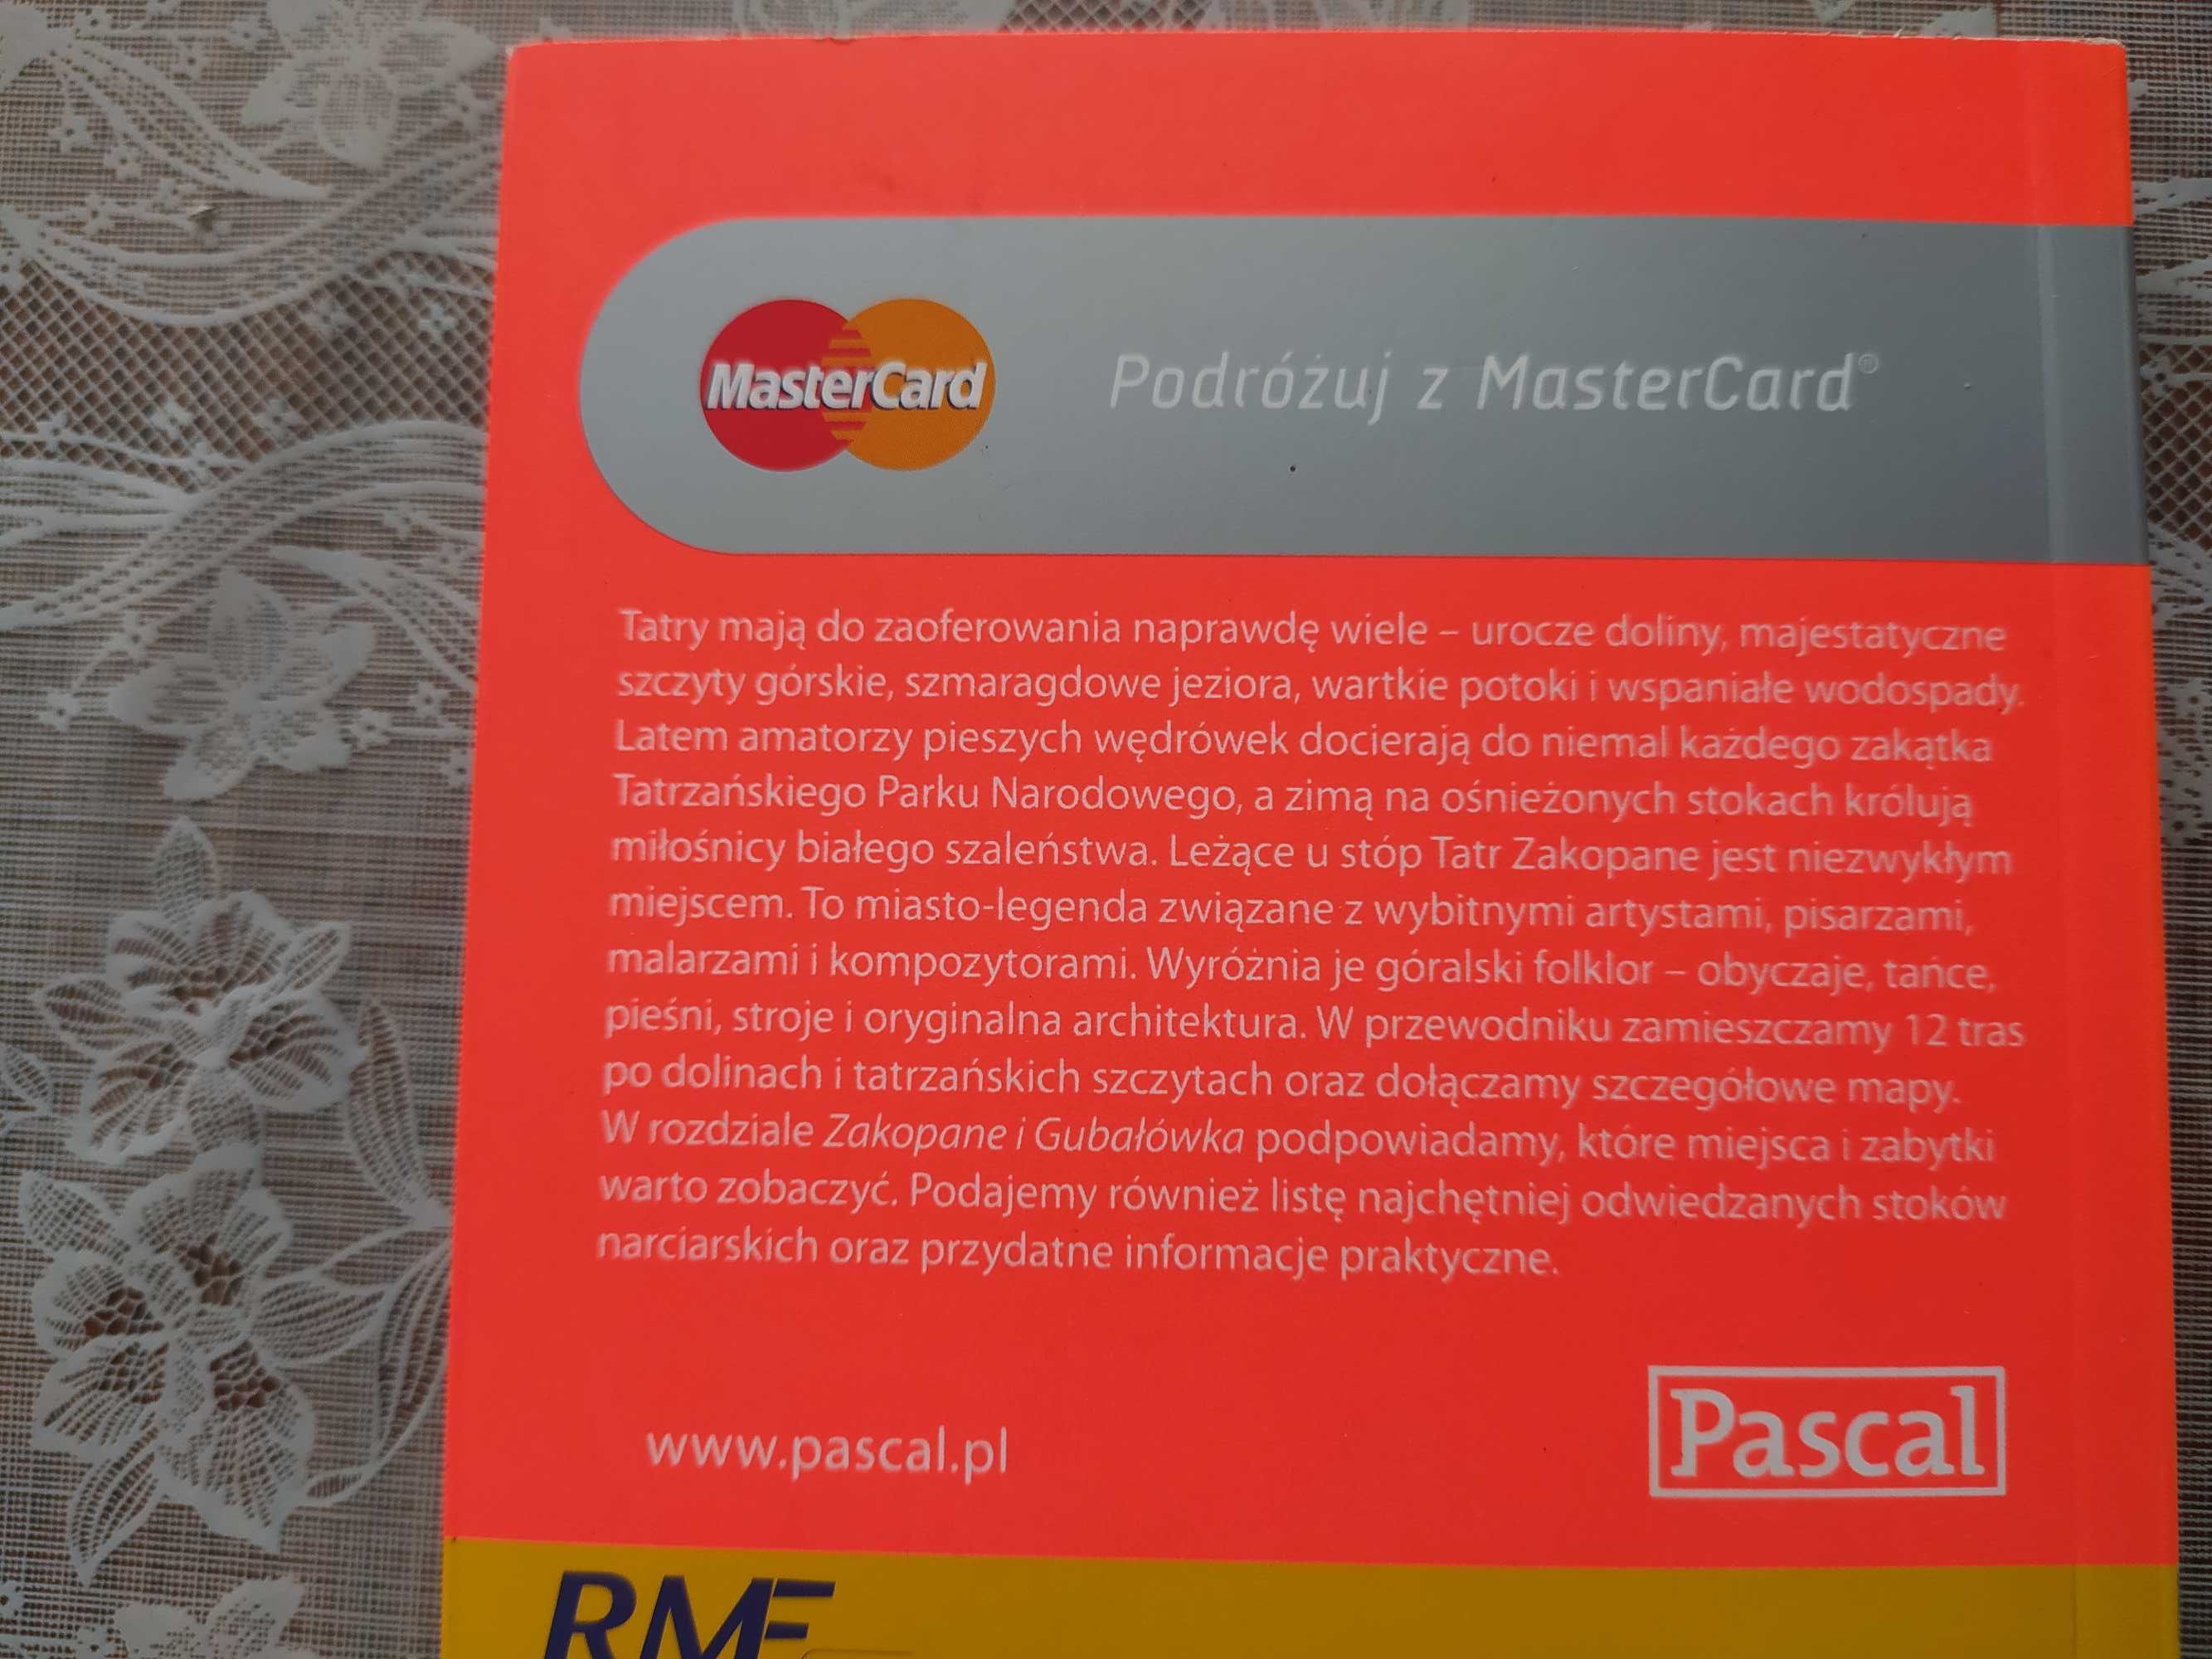 MasterCard
Podróżuj z MasterCard®
Tatry mają do zaoferowania naprawdę wiele – urocze doliny, majestatyczne
szczyty górskie, szmaragdowe jeziora, wartkie potoki i wspaniałe wodospady.
Latem amatorzy pieszych wędrówek docierają do niemal każdego zakątka
Tatrzańskiego Parku Narodowego, a zimą na ośnieżonych stokach królują
miłośnicy białego szaleństwa. Leżące u stóp Tatr Zakopane jest niezwykłym
miejscem. To miasto-legenda związane z wybitnymi artystami, pisarzami,
malarzami i kompozytorami. Wyróżnia je góralski folklor – obyczaje, tańce,
pieśni, stroje i oryginalna architektura. W przewodniku zamieszczamy 12 tras
po dolinach i tatrzańskich szczytach oraz dołączamy szczegółowe mapy.
W rozdziale Zakopane i Gubałówka podpowiadamy, które miejsca i zabytki
warto zobaczyć. Podajemy również listę najchętniej odwiedzanych stoków
narciarskich oraz przydatne informacje praktyczne.
www.pascal.pl
Pascal
RMF